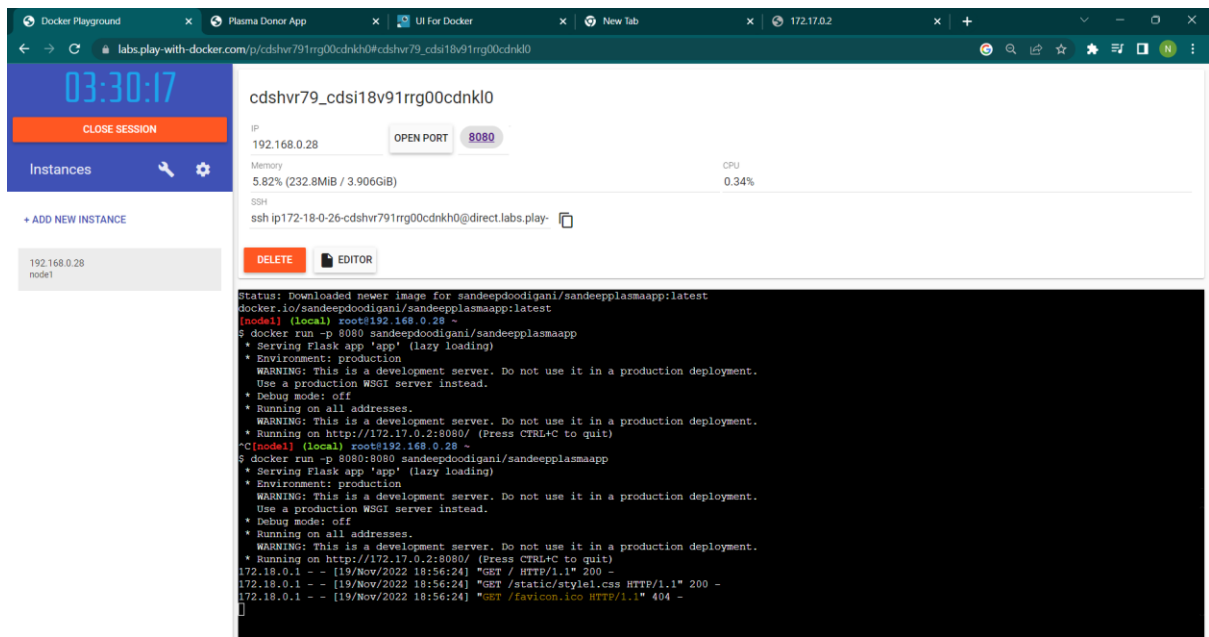 Docker Playground
Plasma Donor App
UI For Docker
New Tab
172.17.0.2
labs.play-with-docker.com/p/cdshvr791rrg00cdnkh0#cdshvr79_cdsi18v91rrg00cdnkl0
N
03:30:17
CLOSE SESSION
Instances
+ ADD NEW INSTANCE
192.168.0.28
node1
cdshvr79_cdsi18v91rrg00cdnkl0
IP
192.168.0.28
OPEN PORT
8080
Memory
5.82% (232.8MiB / 3.906GiB)
CPU
0.34%
SSH
ssh ip172-18-0-26-cdshvr791rrg00cdnkh0@direct.labs.play-
DELETE
EDITOR
Status: Downloaded newer image for sandeepdoodigani/sandeepplasmaapp:latest
docker.io/sandeepdoodigani/sandeepplasmaapp:latest
[node1] (local) root@192.168.0.28 ~
$ docker run -p 8080 sandeepdoodigani/sandeepplasmaapp
* Serving Flask app 'app' (lazy loading)
* Environment: production
WARNING: This is a development server. Do not use it in a production deployment.
Use a production WSGI server instead.
* Debug mode: off
* Running on all addresses.
WARNING: This is a development server. Do not use it in a production deployment.
* Running on http://172.17.0.2:8080/ (Press CTRL+C to quit)
^C[node1] (local) root@192.168.0.28 ~
$ docker run -p 8080:8080 sandeepdoodigani/sandeepplasmaapp
* Serving Flask app 'app' (lazy loading)
* Environment: production
WARNING: This is a development server. Do not use it in a production deployment.
Use a production WSGI server instead.
* Debug mode: off
* Running on all addresses.
WARNING: This is a development server. Do not use it in a production deployment.
* Running on http://172.17.0.2:8080/ (Press CTRL+C to quit)
172.18.0.1 - - [19/Nov/2022 18:56:24] "GET / HTTP/1.1" 200 -
172.18.0.1 - - [19/Nov/2022 18:56:24] "GET /static/style1.css HTTP/1.1" 200 -
172.18.0.1 - - [19/Nov/2022 18:56:24] "GET /favicon.ico HTTP/1.1" 404 -